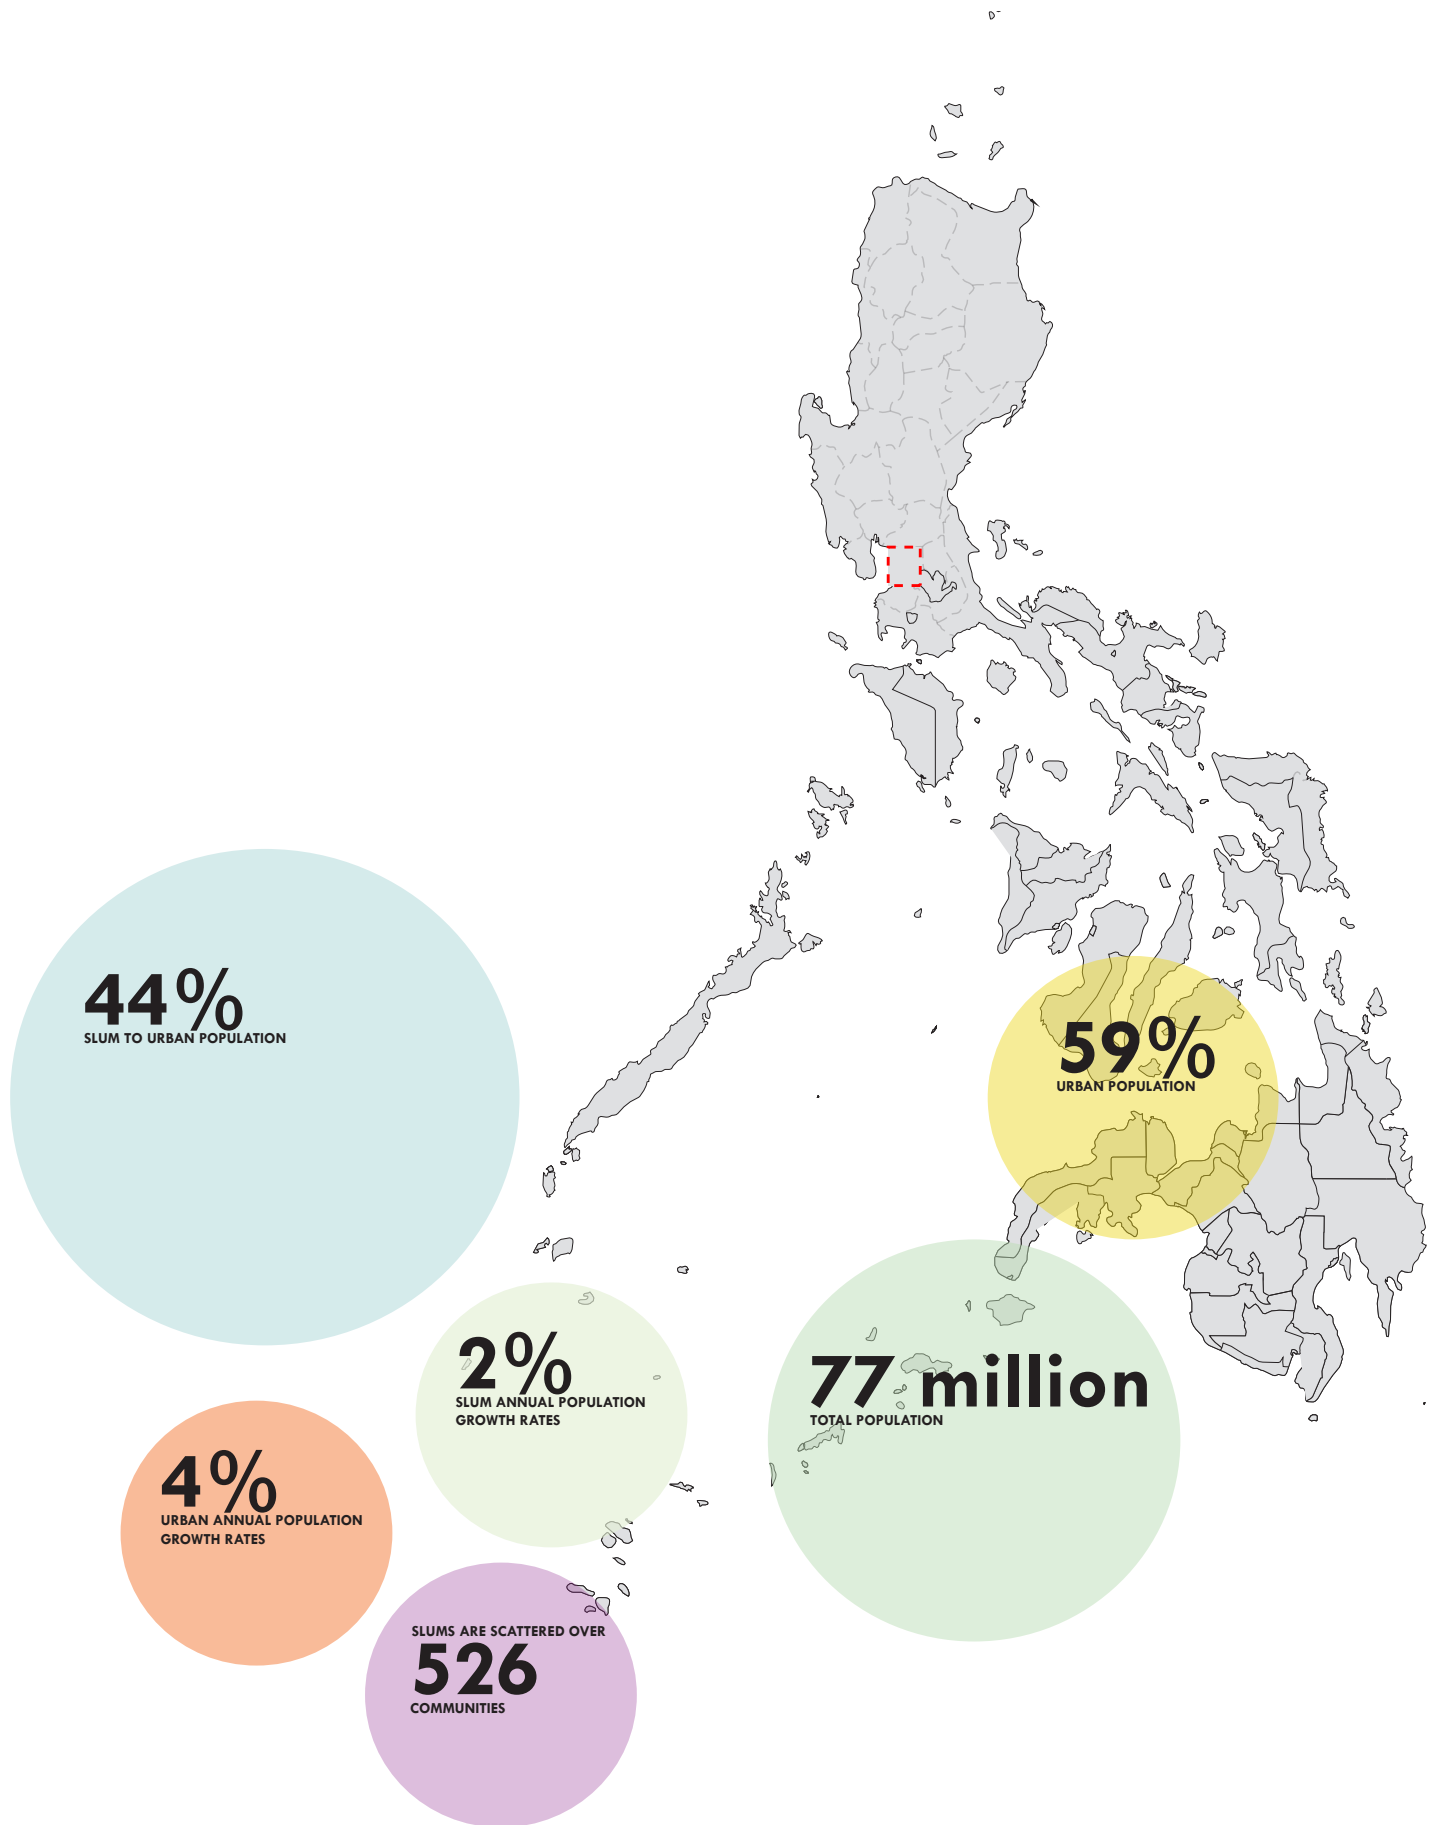 44%
SLUM TO URBAN POPULATION
59%
URBAN POPULATION
2%
SLUM ANNUAL POPULATION
GROWTH RATES
77 million
TOTAL POPULATION
4%
URBAN ANNUAL POPULATION
GROWTH RATES
SLUMS ARE SCATTERED OVER
526
COMMUNITIES